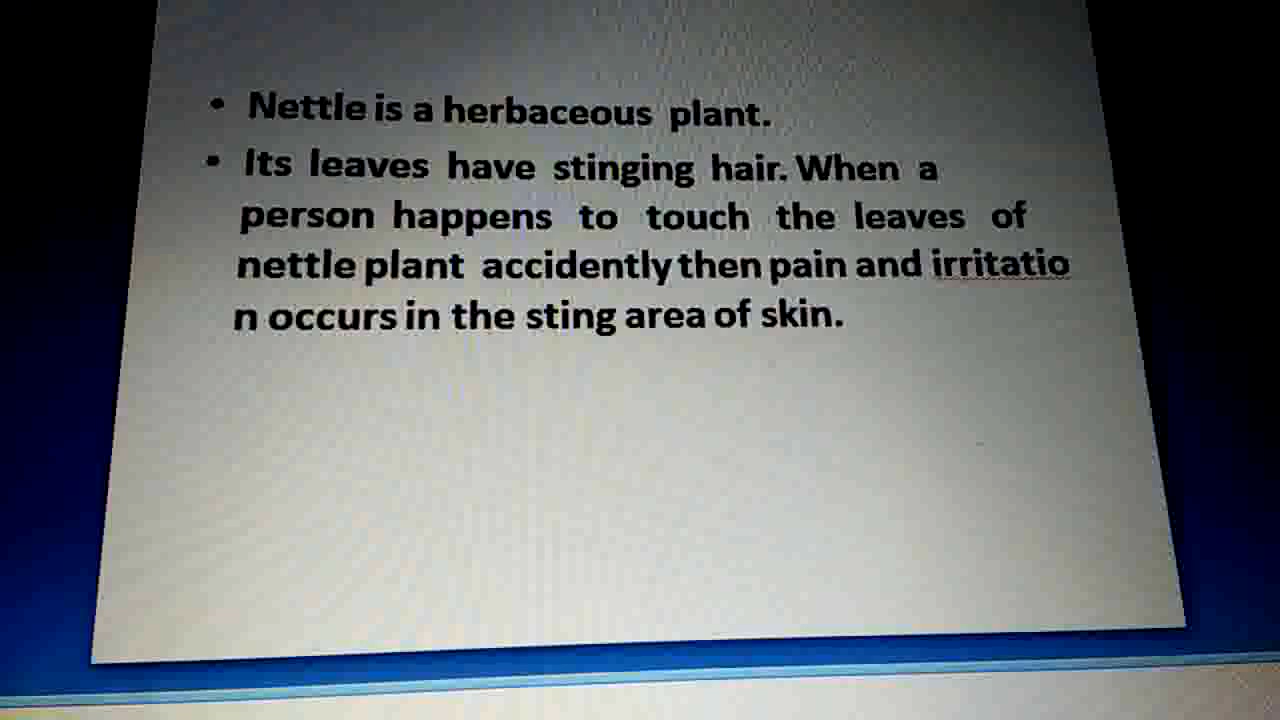 • Nettle is a herbaceous plant.
• Its leaves have stinging hair. When a
person happens to touch the leaves of
nettle plant accidently then pain and irritatio
n occurs in the sting area of skin.